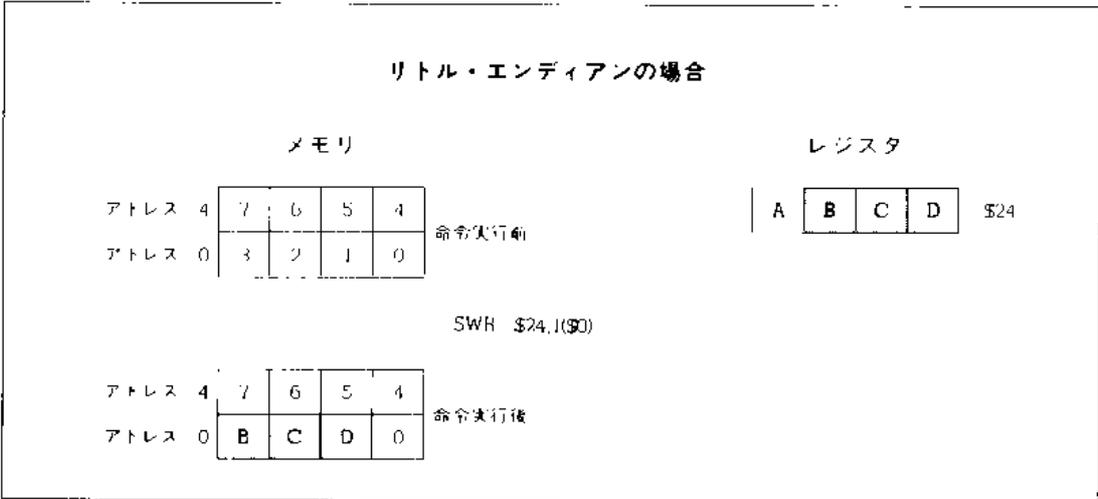 リトル・エンディアンの場合
メモリ
レジスタ
アドレス 4 7 6 5 4
アドレス 0 3 2 1 0
命令実行前
A B C D $24
SWR $24,1($0)
アドレス 4 7 6 5 4
アドレス 0 B C D 0
命令実行後